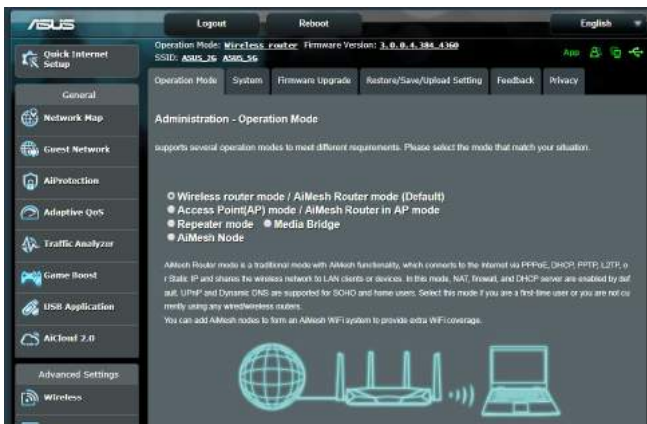 ASUS
Logout Reboot English
Operation Mode: Wireless router Firmware Version: 3.0.0.4.384_4360
SSID: ASUS_2G ASUS_5G
App
Quick Internet
Setup
Operation Mode System Firmware Upgrade Restore/Save/Upload Setting Feedback Privacy
General
Network Map
Guest Network
AiProtection
Adaptive QoS
Traffic Analyzer
Game Boost
USB Application
AiCloud 2.0
Advanced Settings
Wireless
Administration - Operation Mode
supports several operation modes to meet different requirements. Please select the mode that match your situation.
Wireless router mode / AiMesh Router mode (Default)
Access Point(AP) mode / AiMesh Router in AP mode
Repeater mode Media Bridge
AiMesh Node
AiMesh Router mode is a traditional mode with AiMesh functionality, which connects to the Internet via PPPoE, DHCP, PPTP, L2TP, o
r Static IP and shares the wireless network to LAN clients or devices. In this mode, NAT, firewall, and DHCP server are enabled by def
ault. UPnP and Dynamic DNS are supported for SOHO and home users. Select this mode if you are a first-time user or you are not cu
rrently using any wired/wireless routers.
You can add AiMesh nodes to form an AiMesh WiFi system to provide extra WiFi coverage.